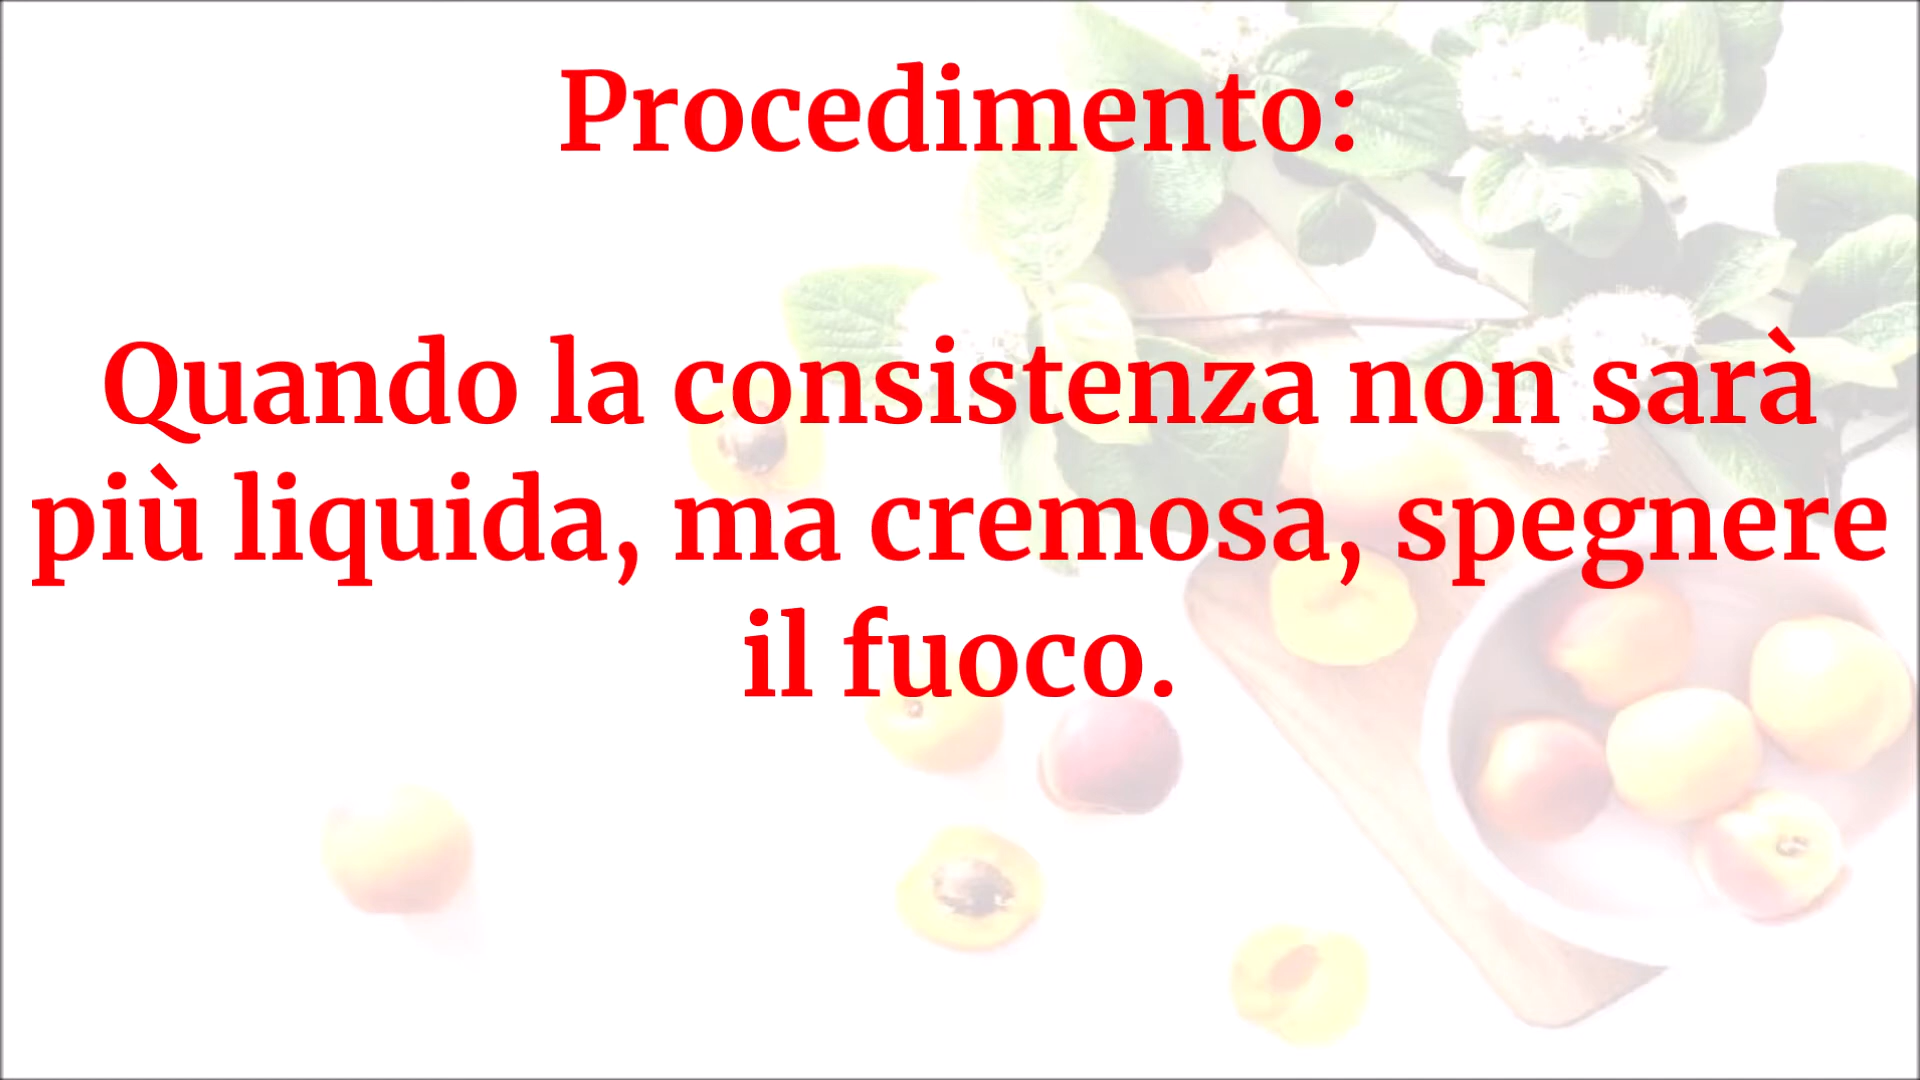 Procedimento:
Quando la consistenza non sarà
più liquida, ma cremosa, spegnere
il fuoco.